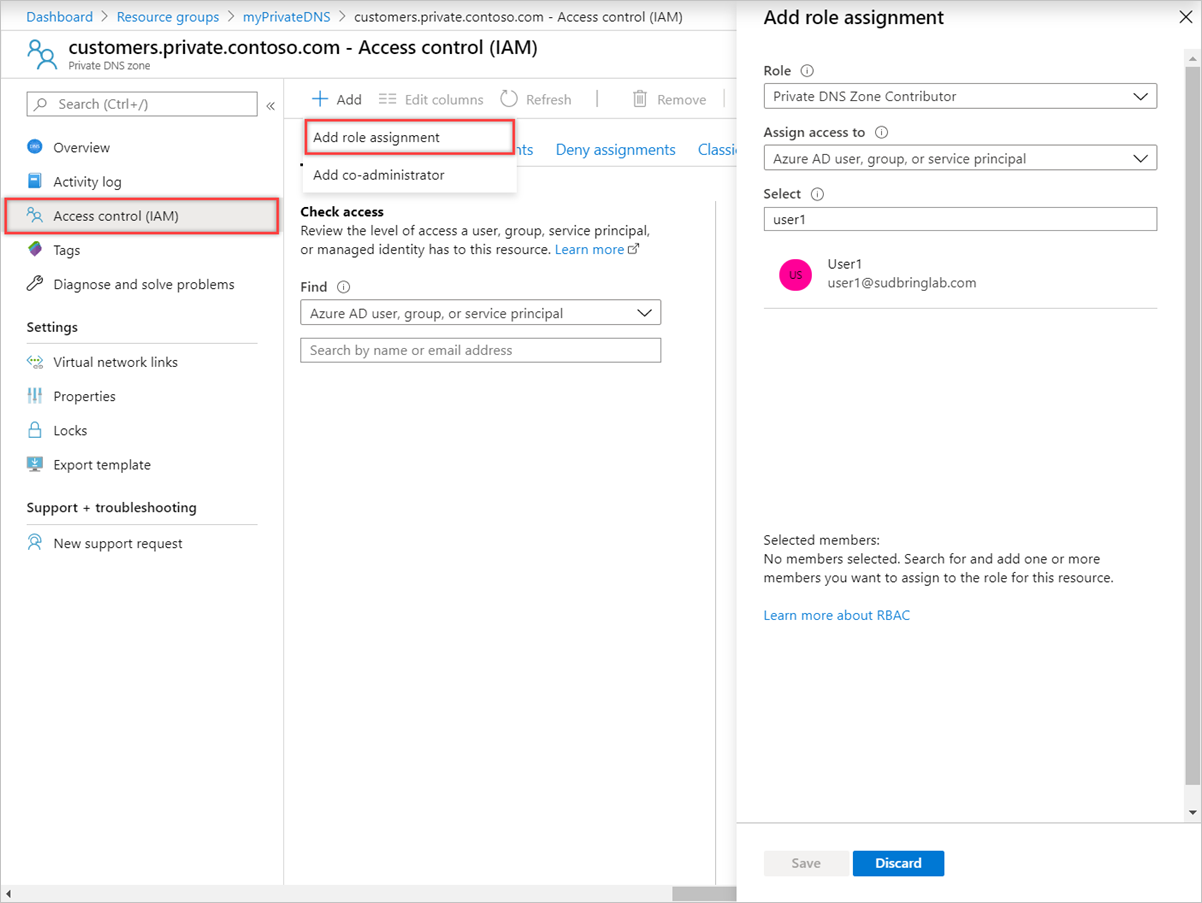 Dashboard > Resource groups > myPrivateDNS > customers.private.contoso.com - Access control (IAM)
customers.private.contoso.com - Access control (IAM)
Private DNS zone
Search (Ctrl+/)
«
Overview
Activity log
Access control (IAM)
Tags
Diagnose and solve problems
Settings
Virtual network links
Properties
Locks
Export template
Support + troubleshooting
New support request
Add
Edit columns
Refresh
Remove
Add role assignment
Add co-administrator
nts
Deny assignments
Classi
Check access
Review the level of access a user, group, service principal,
or managed identity has to this resource. Learn more
Find
Azure AD user, group, or service principal
Search by name or email address
Add role assignment
Role
Private DNS Zone Contributor
Assign access to
Azure AD user, group, or service principal
Select
user1
US
User1
user1@sudbringlab.com
Selected members:
No members selected. Search for and add one or more
members you want to assign to the role for this resource.
Learn more about RBAC
Save
Discard